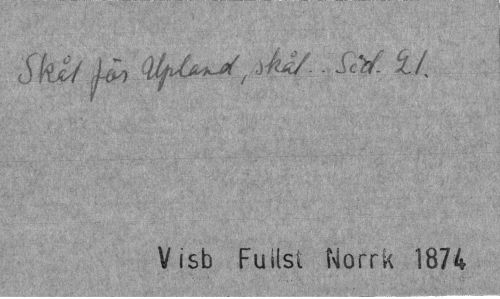 Skål för Upland, skål.. Sid. 21.
Visb Fullst Norrk 1874